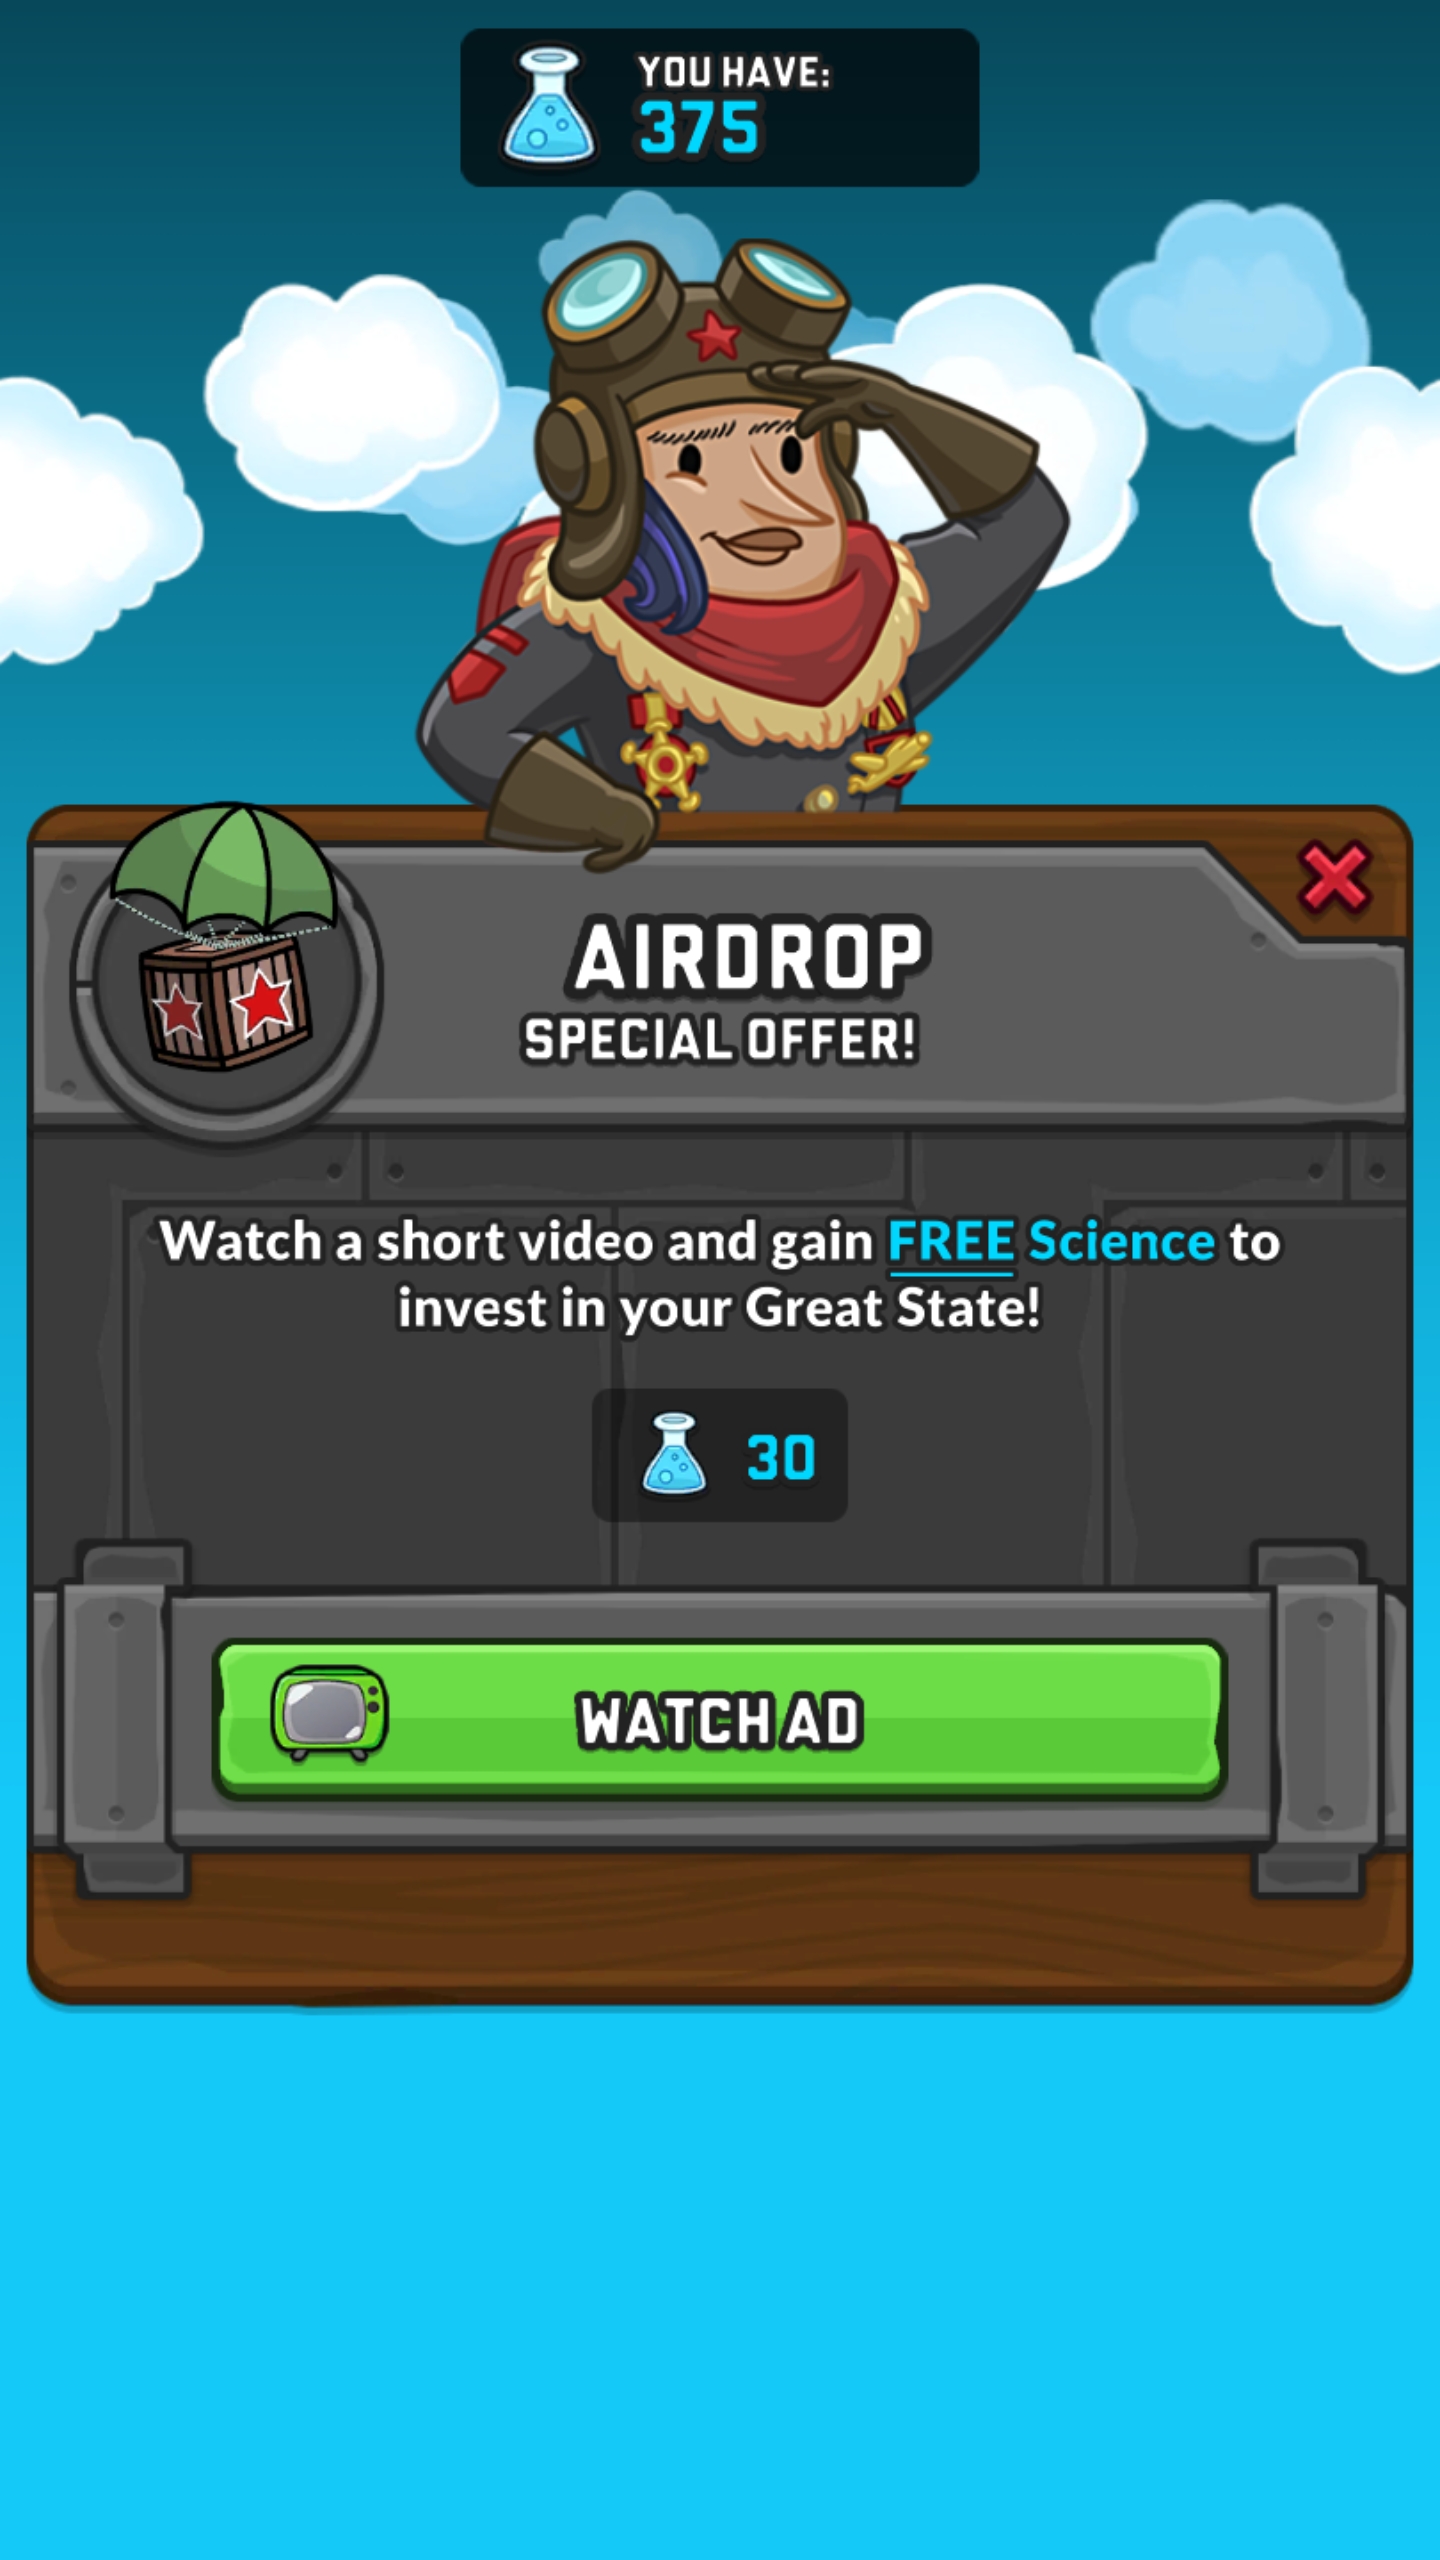 YOU HAVE:
375
AIRDROP
SPECIAL OFFER!
Watch a short video and gain FREE Science to
invest in your Great State!
30
WATCH AD